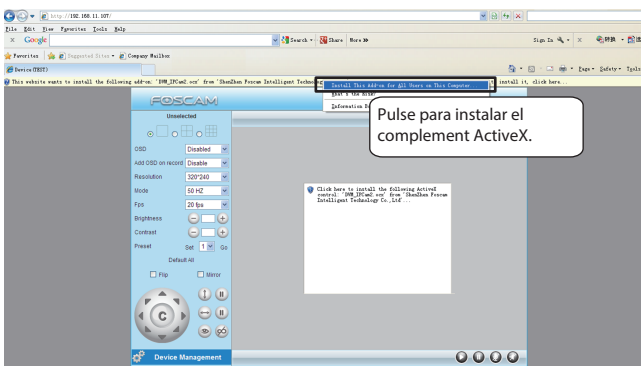 http://192.168.11.107/
File Edit View Favorites Tools Help
x Google Search Share More >> Sign In
Favorites Suggested Sites Company Mailbox
Device(TEST) Page Safety Tools
This website wants to install the following add-on: 'DVM_IPCam2.ocx' from 'ShenZhen Foscam Intelligent Technology install it, click here...
Install This Add-on for All Users on This Computer...
What's the Risk?
Information
Pulse para instalar el
complement ActiveX.
FOSCAM
Unselected
OSD Disabled
Add OSD on record Disable
Resolution 320*240
Mode 50 HZ
Fps 20 fps
Brightness
Contrast
Preset Set 1 Go
Default All
Flip Mirror
C
Device Management
Click here to install the following ActiveX
control: 'DVM_IPCam2.ocx' from 'ShenZhen Foscam
Intelligent Technology Co.,Ltd'...